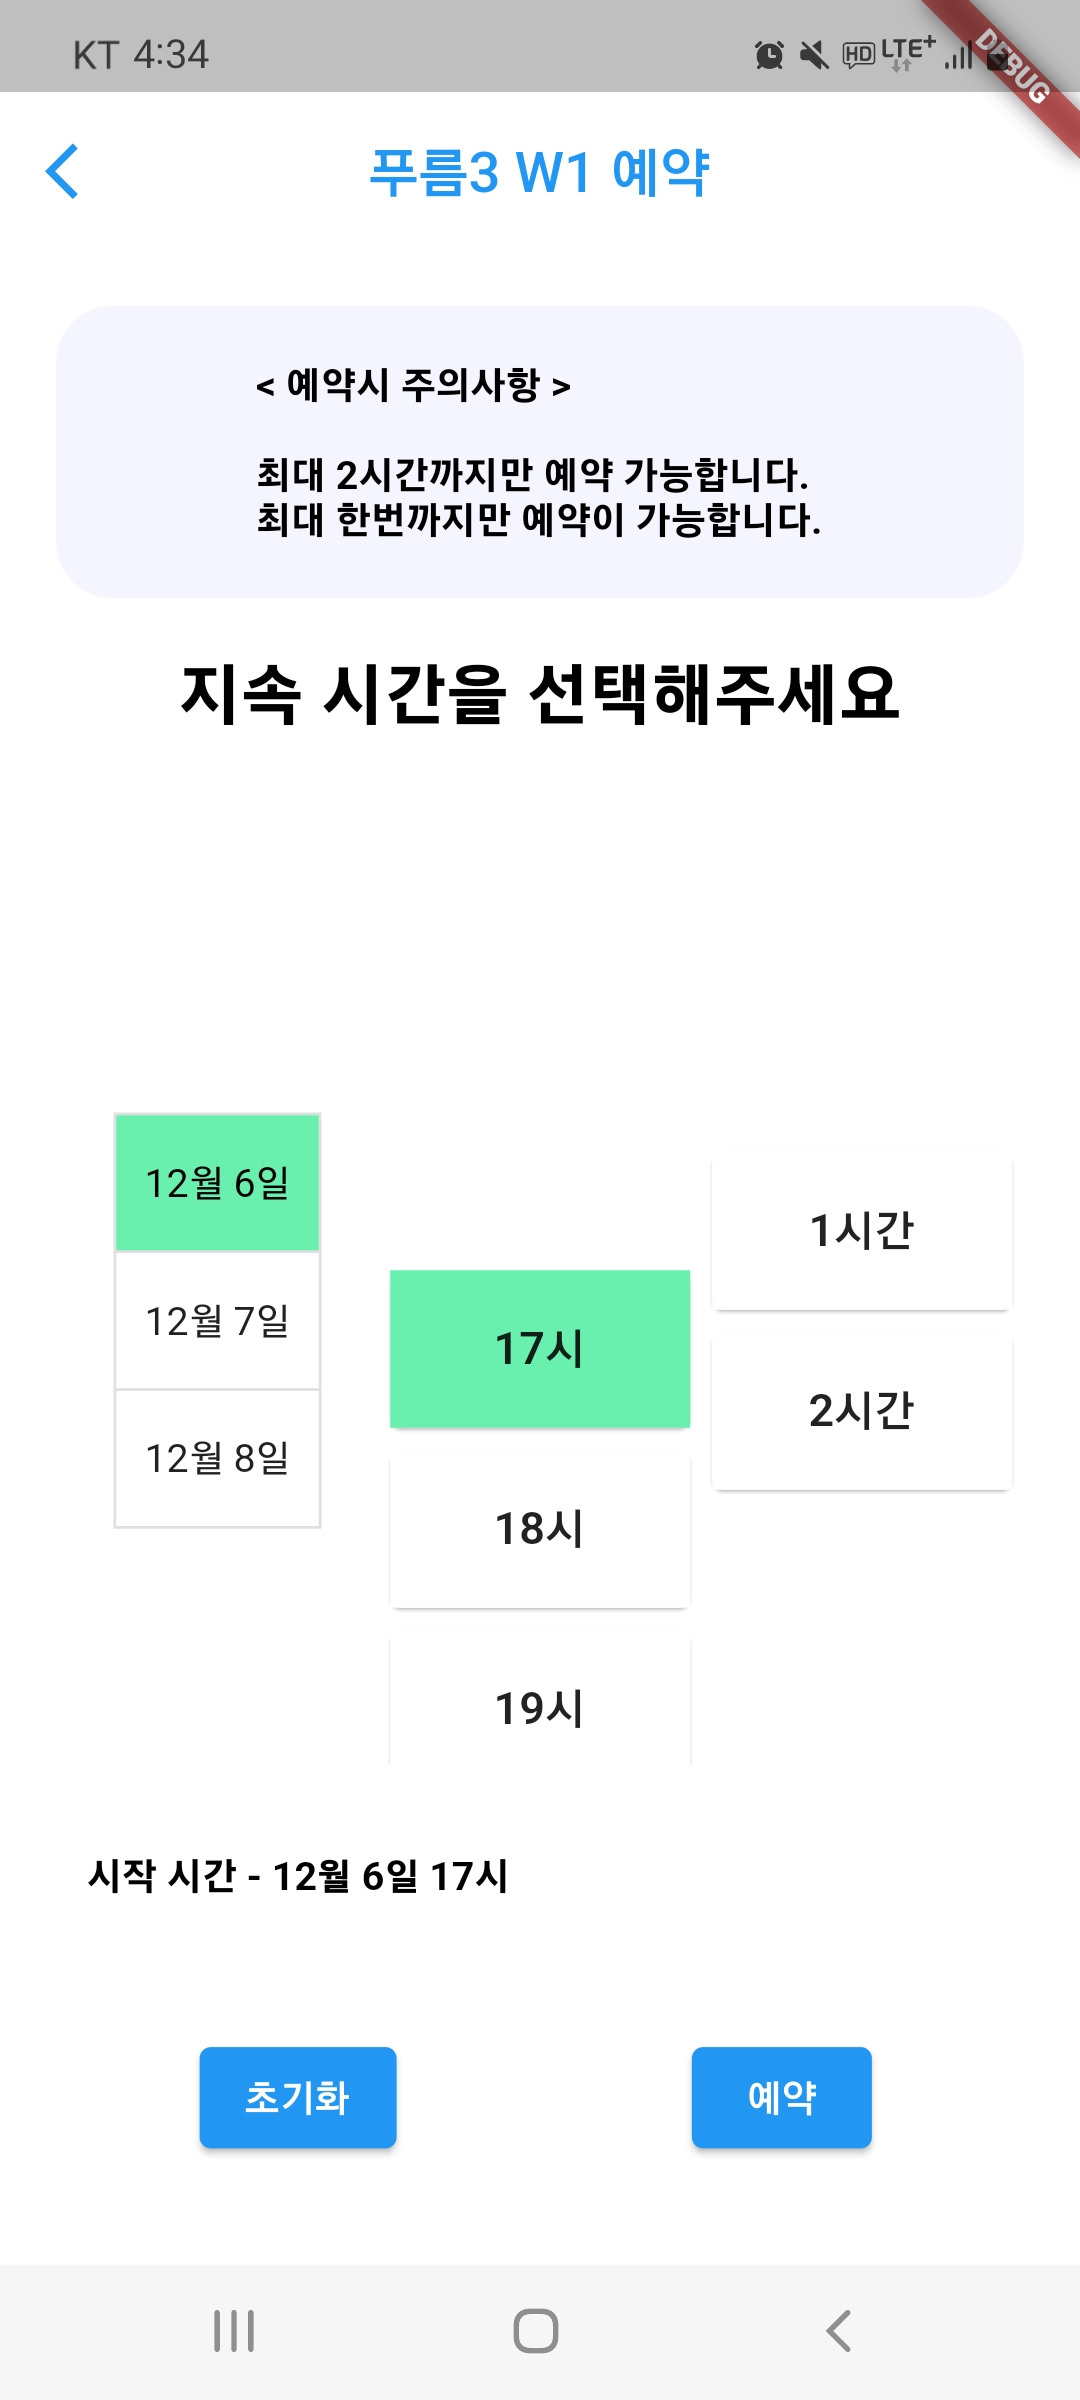 KT 4:34
HD LTE+
DEBUG
푸름3 W1 예약
< 예약시 주의사항 >
최대 2시간까지만 예약 가능합니다.
최대 한번까지만 예약이 가능합니다.
지속 시간을 선택해주세요
12월 6일
12월 7일
12월 8일
17시
18시
19시
1시간
2시간
시작 시간 - 12월 6일 17시
초기화
예약